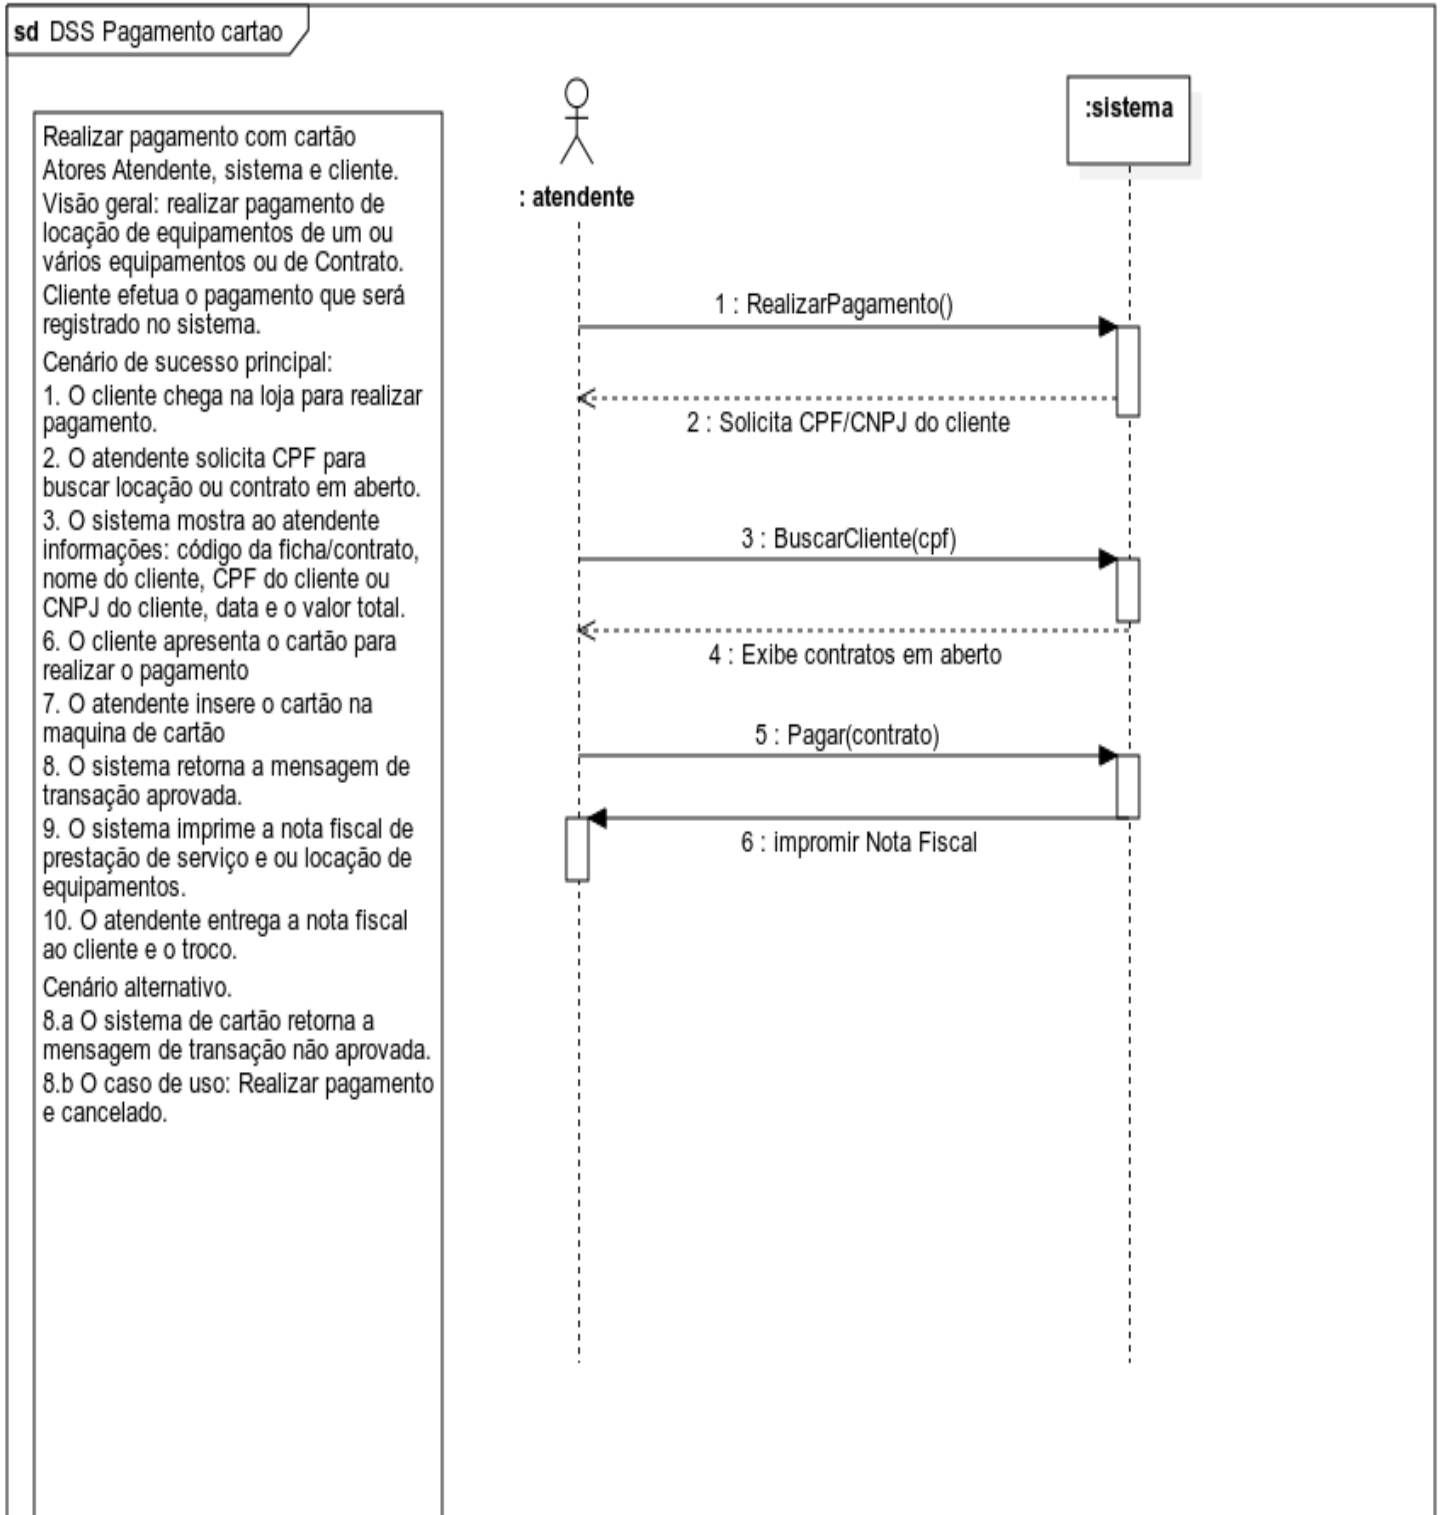 sd DSS Pagamento cartao
Realizar pagamento com cartão
Atores Atendente, sistema e cliente.
Visão geral: realizar pagamento de
locação de equipamentos de um ou
vários equipamentos ou de Contrato.
Cliente efetua o pagamento que será
registrado no sistema.
Cenário de sucesso principal:
1. O cliente chega na loja para realizar
pagamento.
2. O atendente solicita CPF para
buscar locação ou contrato em aberto.
3. O sistema mostra ao atendente
informações: código da ficha/contrato,
nome do cliente, CPF do cliente ou
CNPJ do cliente, data e o valor total.
6. O cliente apresenta o cartão para
realizar o pagamento
7. O atendente insere o cartão na
maquina de cartão
8. O sistema retorna a mensagem de
transação aprovada.
9. O sistema imprime a nota fiscal de
prestação de serviço e ou locação de
equipamentos.
10. O atendente entrega a nota fiscal
ao cliente e o troco.
Cenário alternativo.
8.a O sistema de cartão retorna a
mensagem de transação não aprovada.
8.b O caso de uso: Realizar pagamento
e cancelado.
: atendente
:sistema
1 : RealizarPagamento()
2 : Solicita CPF/CNPJ do cliente
3 : BuscarCliente(cpf)
4 : Exibe contratos em aberto
5 : Pagar(contrato)
6 : impromir Nota Fiscal